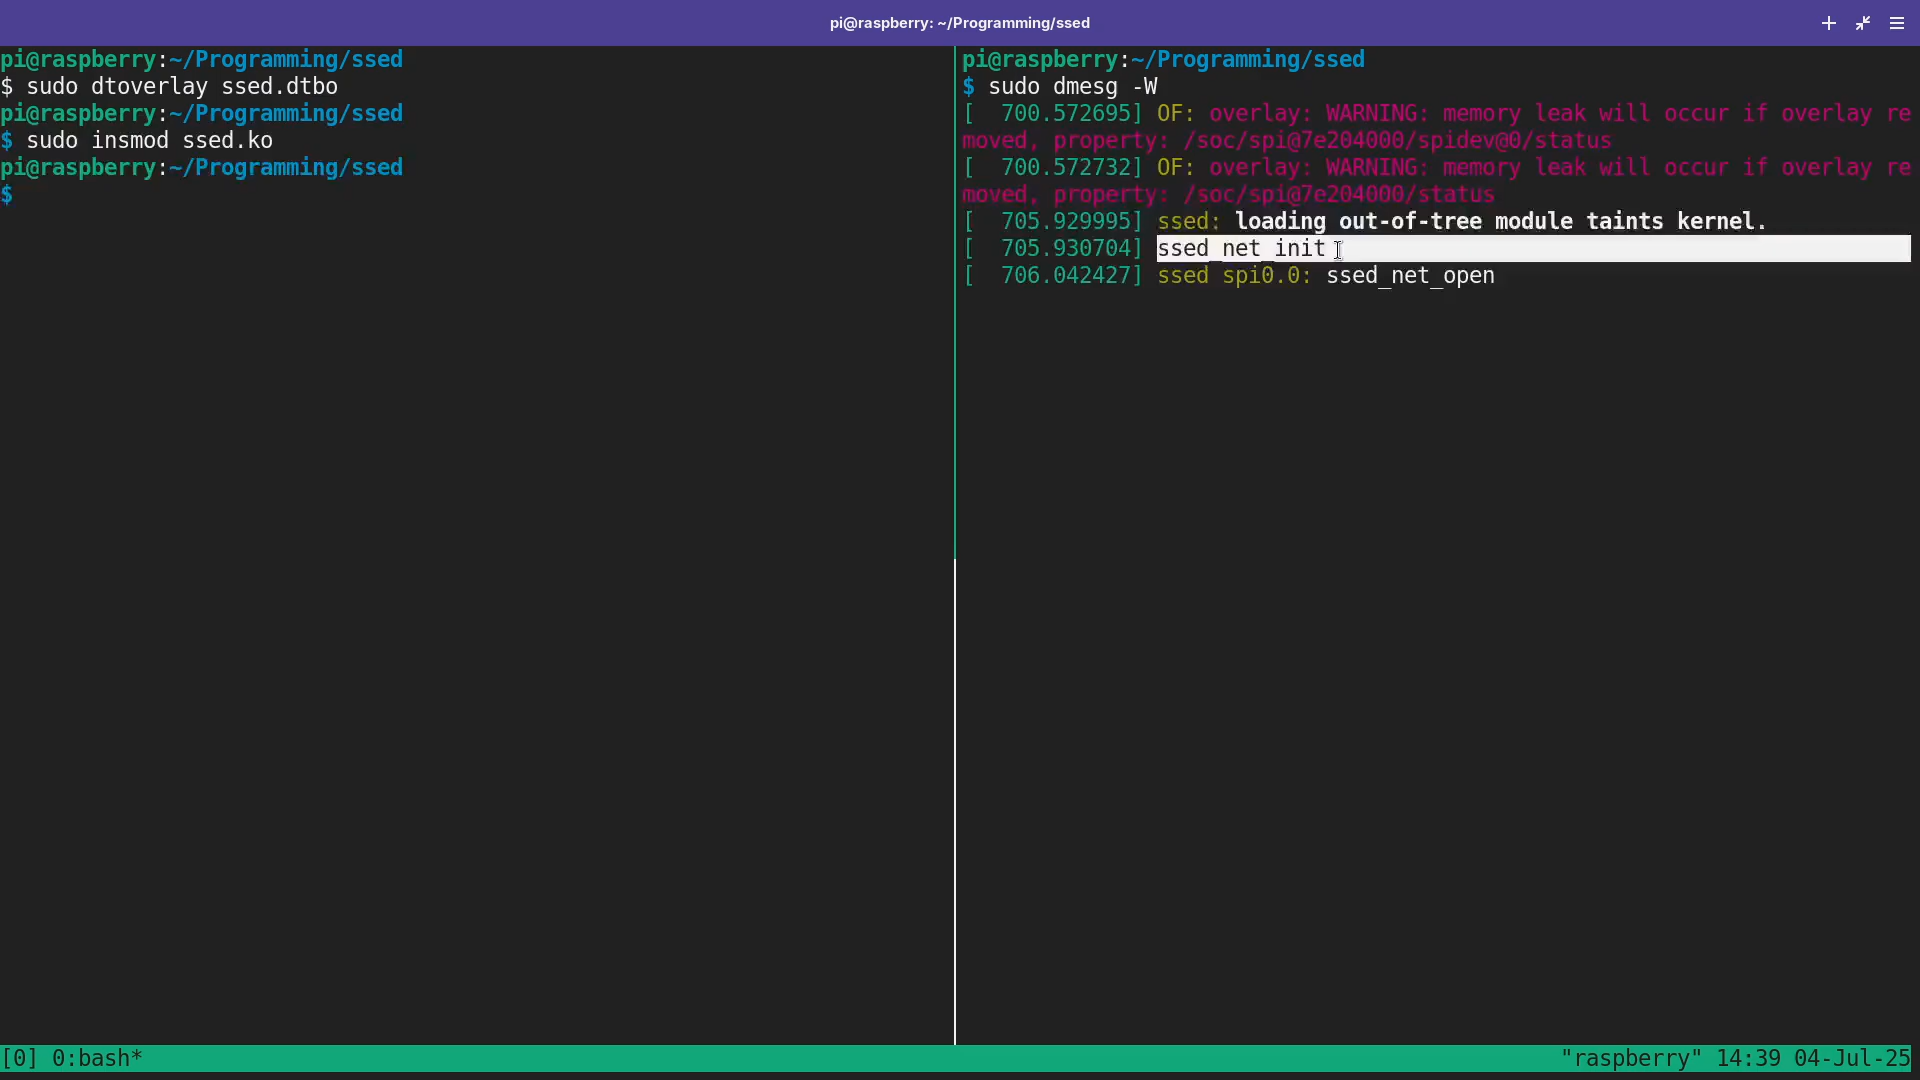 pi@raspberry: ~/Programming/ssed
pi@raspberry:~/Programming/ssed
$ sudo dtoverlay ssed.dtbo
pi@raspberry:~/Programming/ssed
$ sudo insmod ssed.ko
pi@raspberry:~/Programming/ssed
$
pi@raspberry:~/Programming/ssed
$ sudo dmesg -W
[  700.572695] OF: overlay: WARNING: memory leak will occur if overlay re
moved, property: /soc/spi@7e204000/spidev@0/status
[  700.572732] OF: overlay: WARNING: memory leak will occur if overlay re
moved, property: /soc/spi@7e204000/status
[  705.929995] ssed: loading out-of-tree module taints kernel.
[  705.930704] ssed_net_init
[  706.042427] ssed spi0.0: ssed_net_open
[0] 0:bash*
"raspberry" 14:39 04-Jul-25